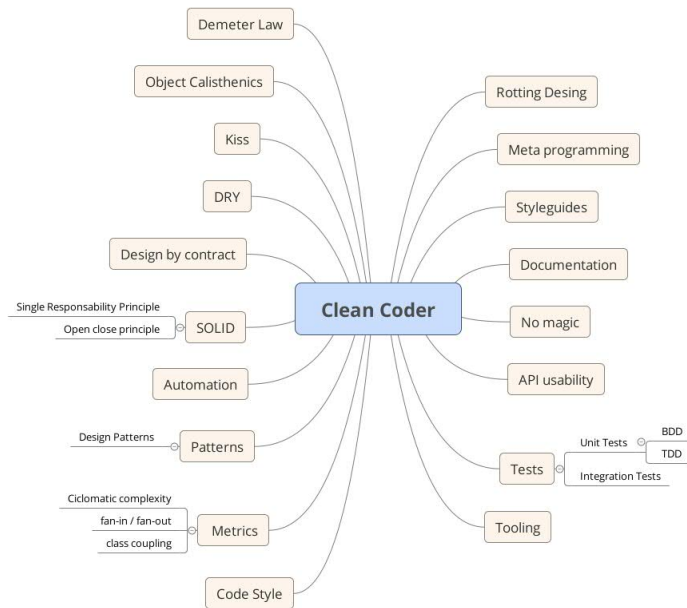 Demeter Law
Object Calisthenics
Kiss
DRY
Design by contract
Single Responsability Principle
Open close principle
SOLID
Automation
Design Patterns
Patterns
Ciclomatic complexity
fan-in / fan-out
class coupling
Metrics
Code Style
Clean Coder
Rotting Desing
Meta programming
Styleguides
Documentation
No magic
API usability
Tests
Unit Tests
BDD
TDD
Integration Tests
Tooling